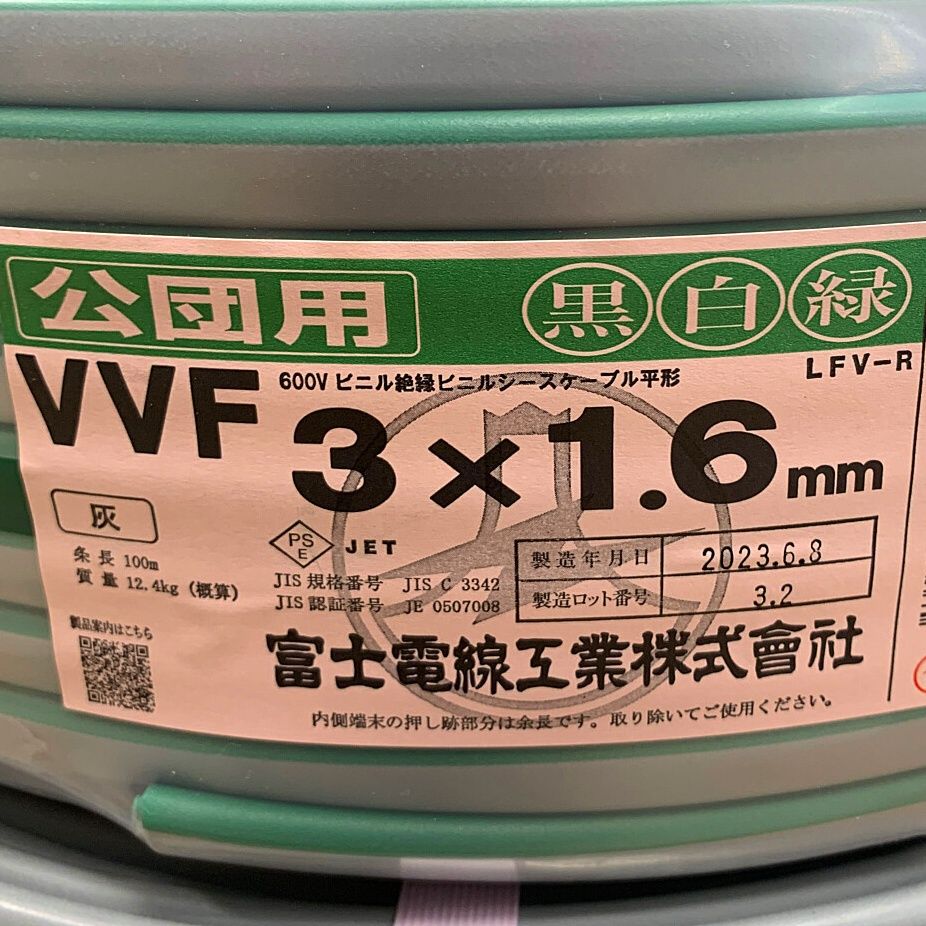 公団用 黒 白 緑
VVF 600V ビニル絶縁ビニルシースケーブル平形 LFV-R
3×1.6mm
灰
条長 100m
質量 12.4kg (概算)
PS E JET
JIS 規格番号 JIS C 3342
JIS 認証番号 JE 0507008
製造年月日 2023.6.8
製造ロット番号 3.2
製品案内はこちら
富士電線工業株式會社
内側端末の押し跡部分は余長です。取り除いてご使用ください。